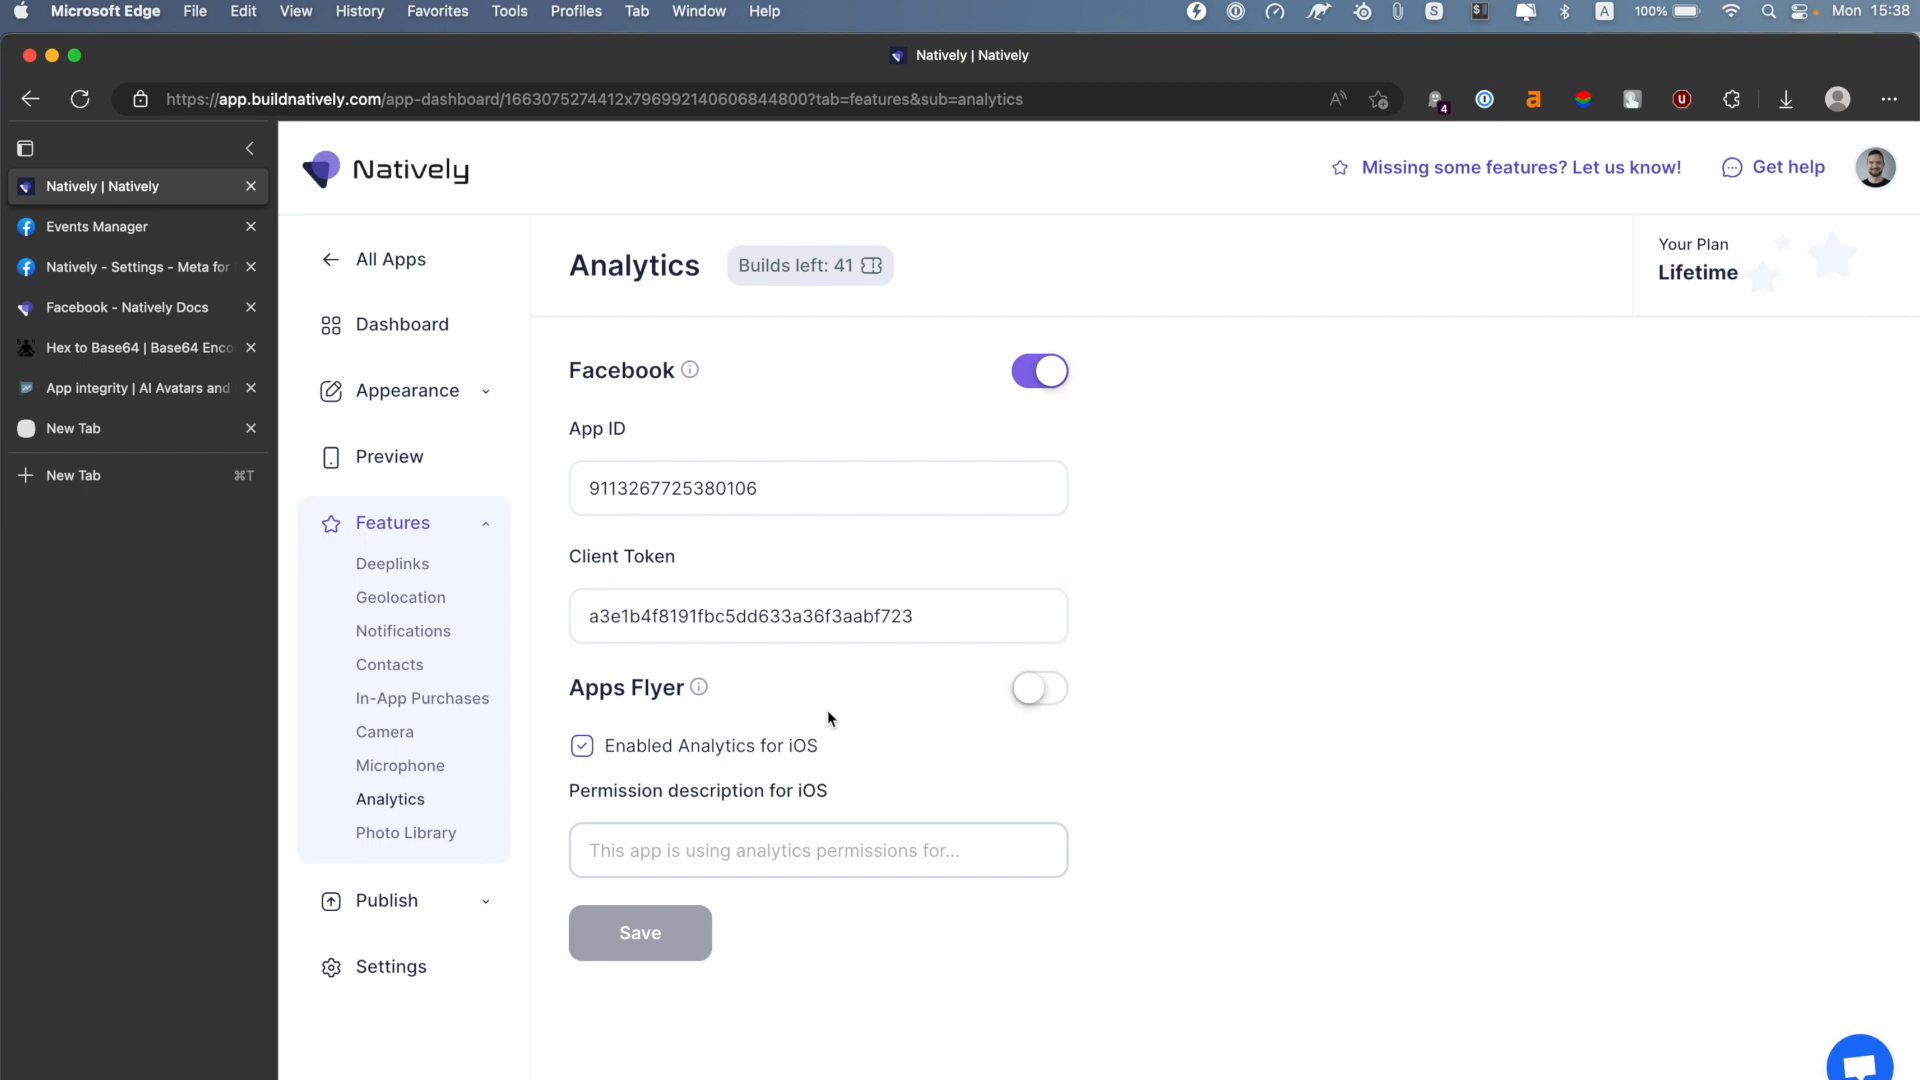 Microsoft Edge File Edit View History Favorites Tools Profiles Tab Window Help S $ A 100% Mon 15:38
Natively | Natively
https://app.buildnatively.com/app-dashboard/1663075274412x796992140606844800?tab=features&sub=analytics A 4 a U
Natively | Natively
Events Manager
Natively - Settings - Meta for
Facebook - Natively Docs
Hex to Base64 | Base64 Enco
App integrity | AI Avatars and
New Tab
New Tab ⌘T
Natively
Missing some features? Let us know!
Get help
All Apps
Dashboard
Appearance
Preview
Features
Deeplinks
Geolocation
Notifications
Contacts
In-App Purchases
Camera
Microphone
Analytics
Photo Library
Publish
Settings
Analytics
Builds left: 41
Your Plan
Lifetime
Facebook
App ID
9113267725380106
Client Token
a3e1b4f8191fbc5dd633a36f3aabf723
Apps Flyer
Enabled Analytics for iOS
Permission description for iOS
This app is using analytics permissions for...
Save